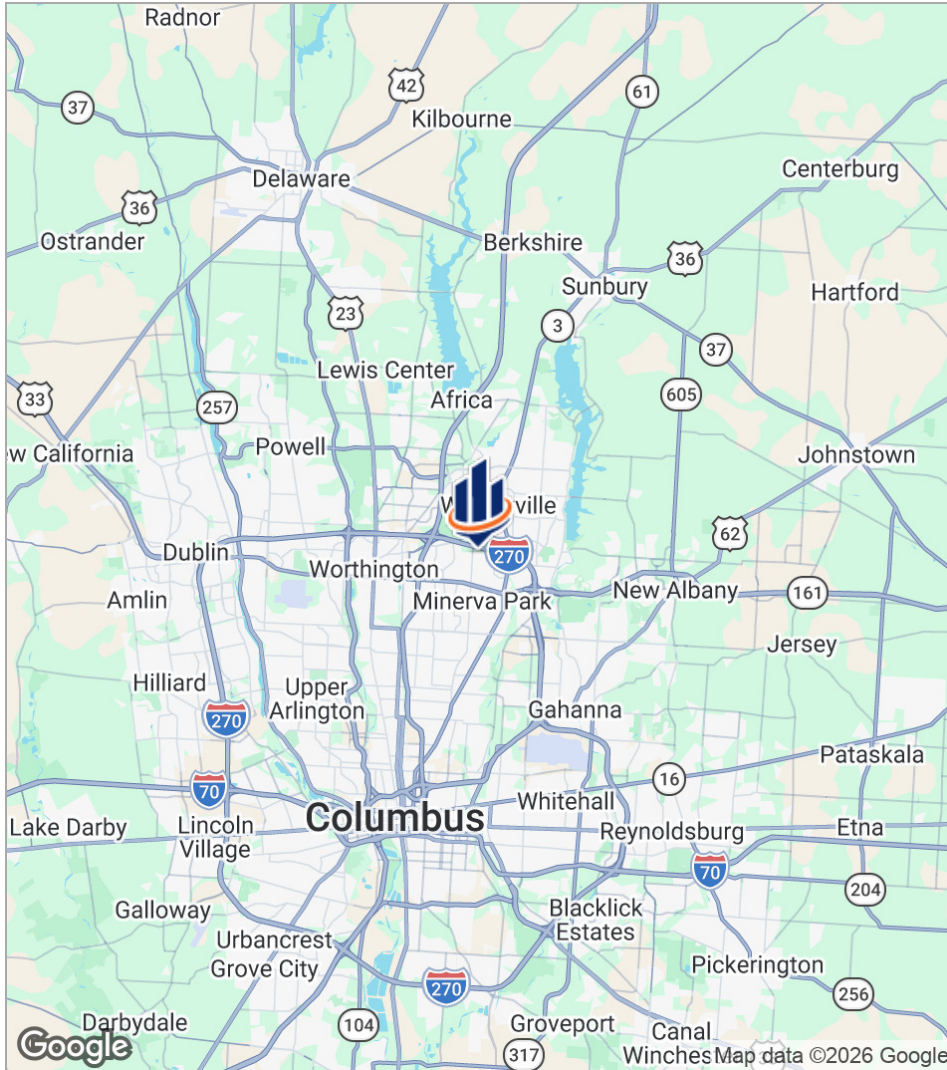 Radnor
42
61
37
Kilbourne
Centerburg
Delaware
36
Ostrander
Berkshire
36
Sunbury
Hartford
23
3
37
Lewis Center
33
257
Africa
605
ew California
Powell
Johnstown
ville
62
Dublin
270
Worthington
Amlin
Minerva Park
New Albany
161
Jersey
Hilliard
Upper
Arlington
270
Gahanna
Pataskala
16
70
Whitehall
Columbus
Lake Darby
Lincoln
Village
Reynoldsburg
Etna
70
204
Galloway
Blacklick
Estates
Urbancrest
Grove City
Pickerington
270
256
Darbydale
104
Groveport
Canal
Google
317
Winches
Map data ©2026 Google